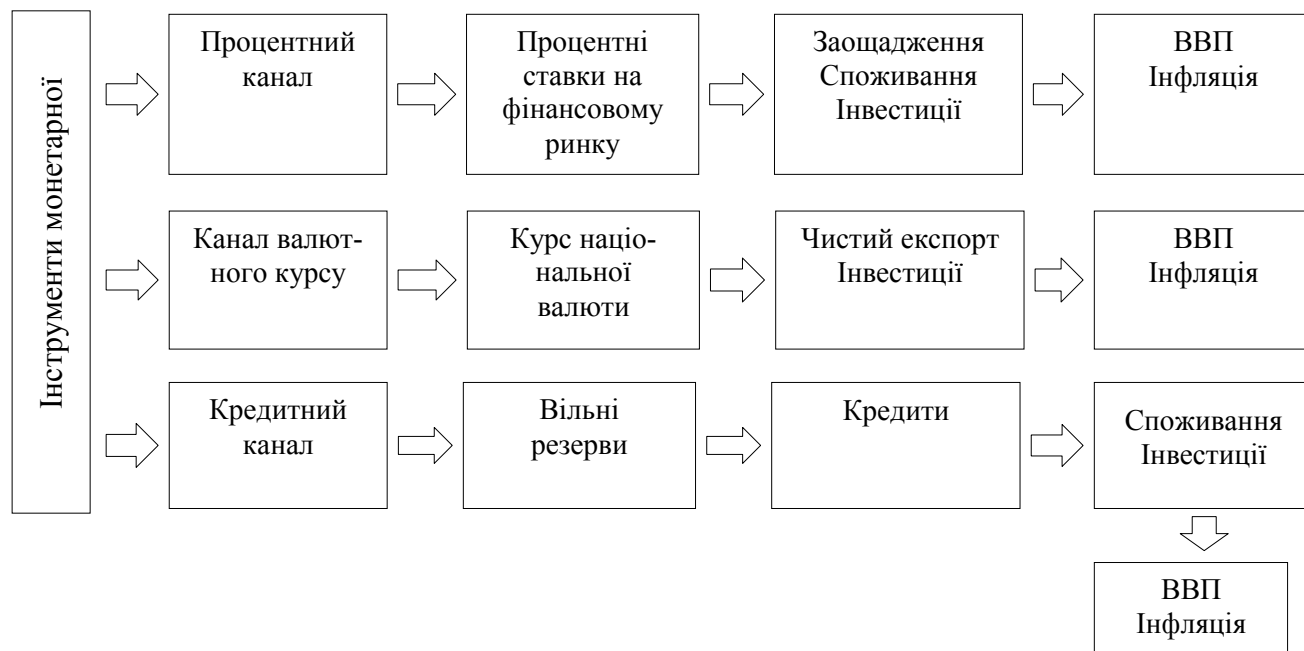 Інструменти монетарної
Процентний
канал
Процентні
ставки на
фінансовому
ринку
Заощадження
Споживання
Інвестиції
ВВП
Інфляція
Канал валют-
ного курсу
Курс націо-
нальної
валюти
Чистий експорт
Інвестиції
ВВП
Інфляція
Кредитний
канал
Вільні
резерви
Кредити
Споживання
Інвестиції
ВВП
Інфляція